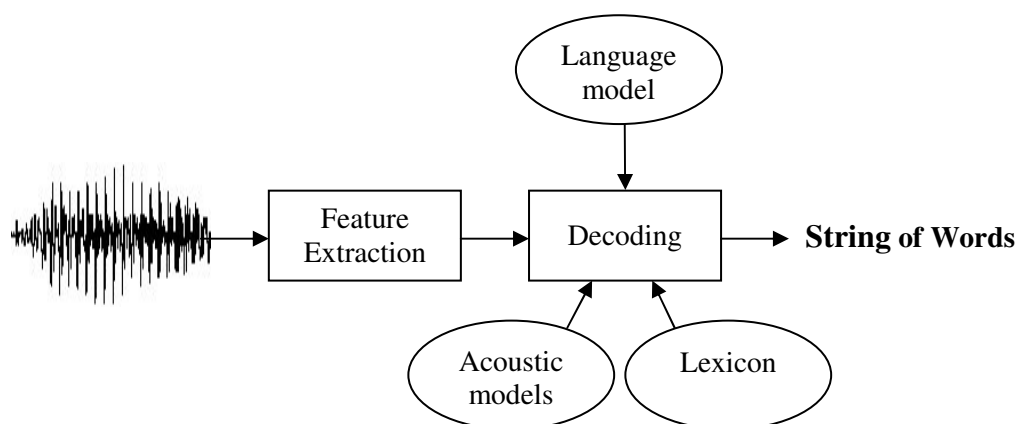 Language
model
Feature
Extraction
Decoding
String of Words
Acoustic
models
Lexicon